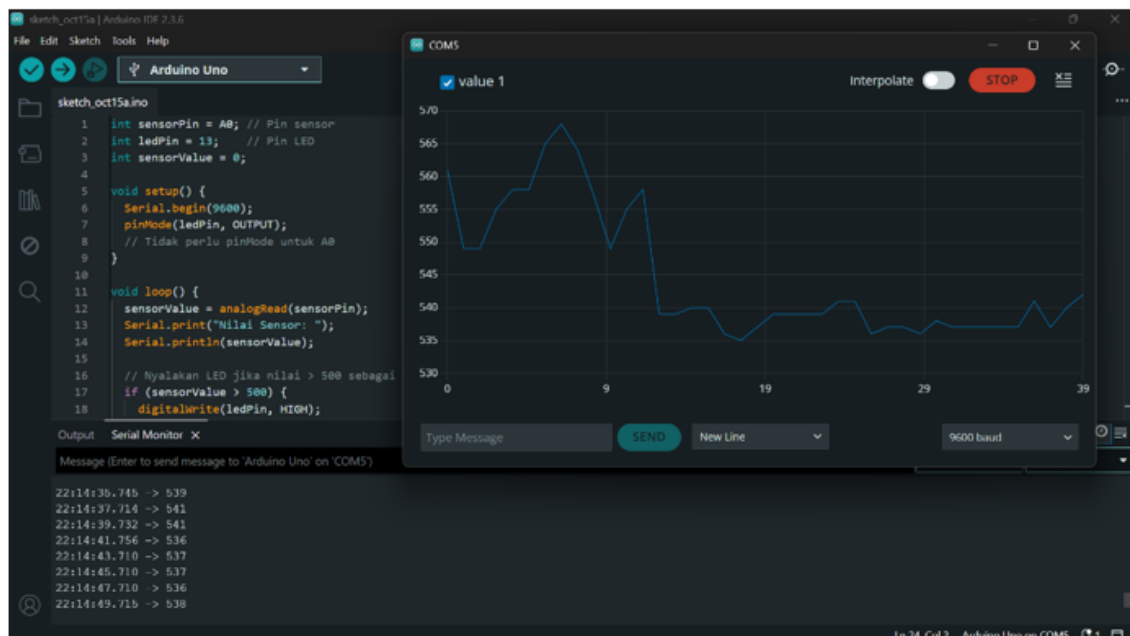 sketch_oct15a | Arduino IDE 2.3.6
File Edit Sketch Tools Help
Arduino Uno
sketch_oct15a.ino
1 int sensorPin = A0; // Pin sensor
2 int ledPin = 13; // Pin LED
3 int sensorValue = 0;
4
5 void setup() {
6 Serial.begin(9600);
7 pinMode(ledPin, OUTPUT);
8 // Tidak perlu pinMode untuk A0
9 }
10
11 void loop() {
12 sensorValue = analogRead(sensorPin);
13 Serial.print("Nilai Sensor: ");
14 Serial.println(sensorValue);
15
16 // Nyalakan LED jika nilai > 500 sebagai
17 if (sensorValue > 500) {
18 digitalWrite(ledPin, HIGH);
COM5
value 1
Interpolate
STOP
570
565
560
555
550
545
540
535
530
0 9 19 29 39
Type Message
SEND
New Line
9600 baud
Output Serial Monitor
Message (Enter to send message to 'Arduino Uno' on 'COM5')
22:14:35.745 -> 539
22:14:37.714 -> 541
22:14:39.732 -> 541
22:14:41.756 -> 536
22:14:43.710 -> 537
22:14:45.710 -> 537
22:14:47.710 -> 536
22:14:49.715 -> 538
Ln 24, Col 2 Arduino Uno on COM5 1